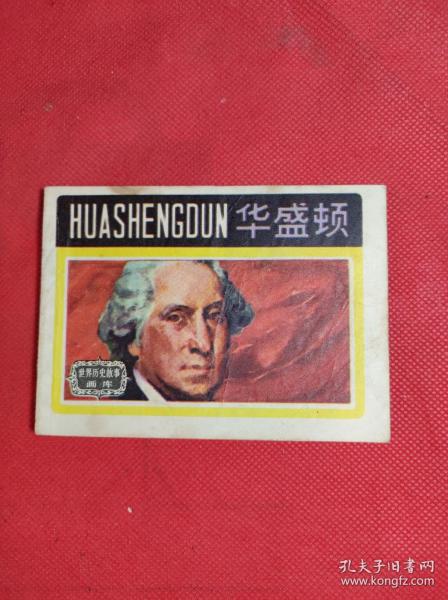 HUASHENGDUN 华盛顿
世界历史故事
画库
孔夫子旧书网
www.kongfz.com